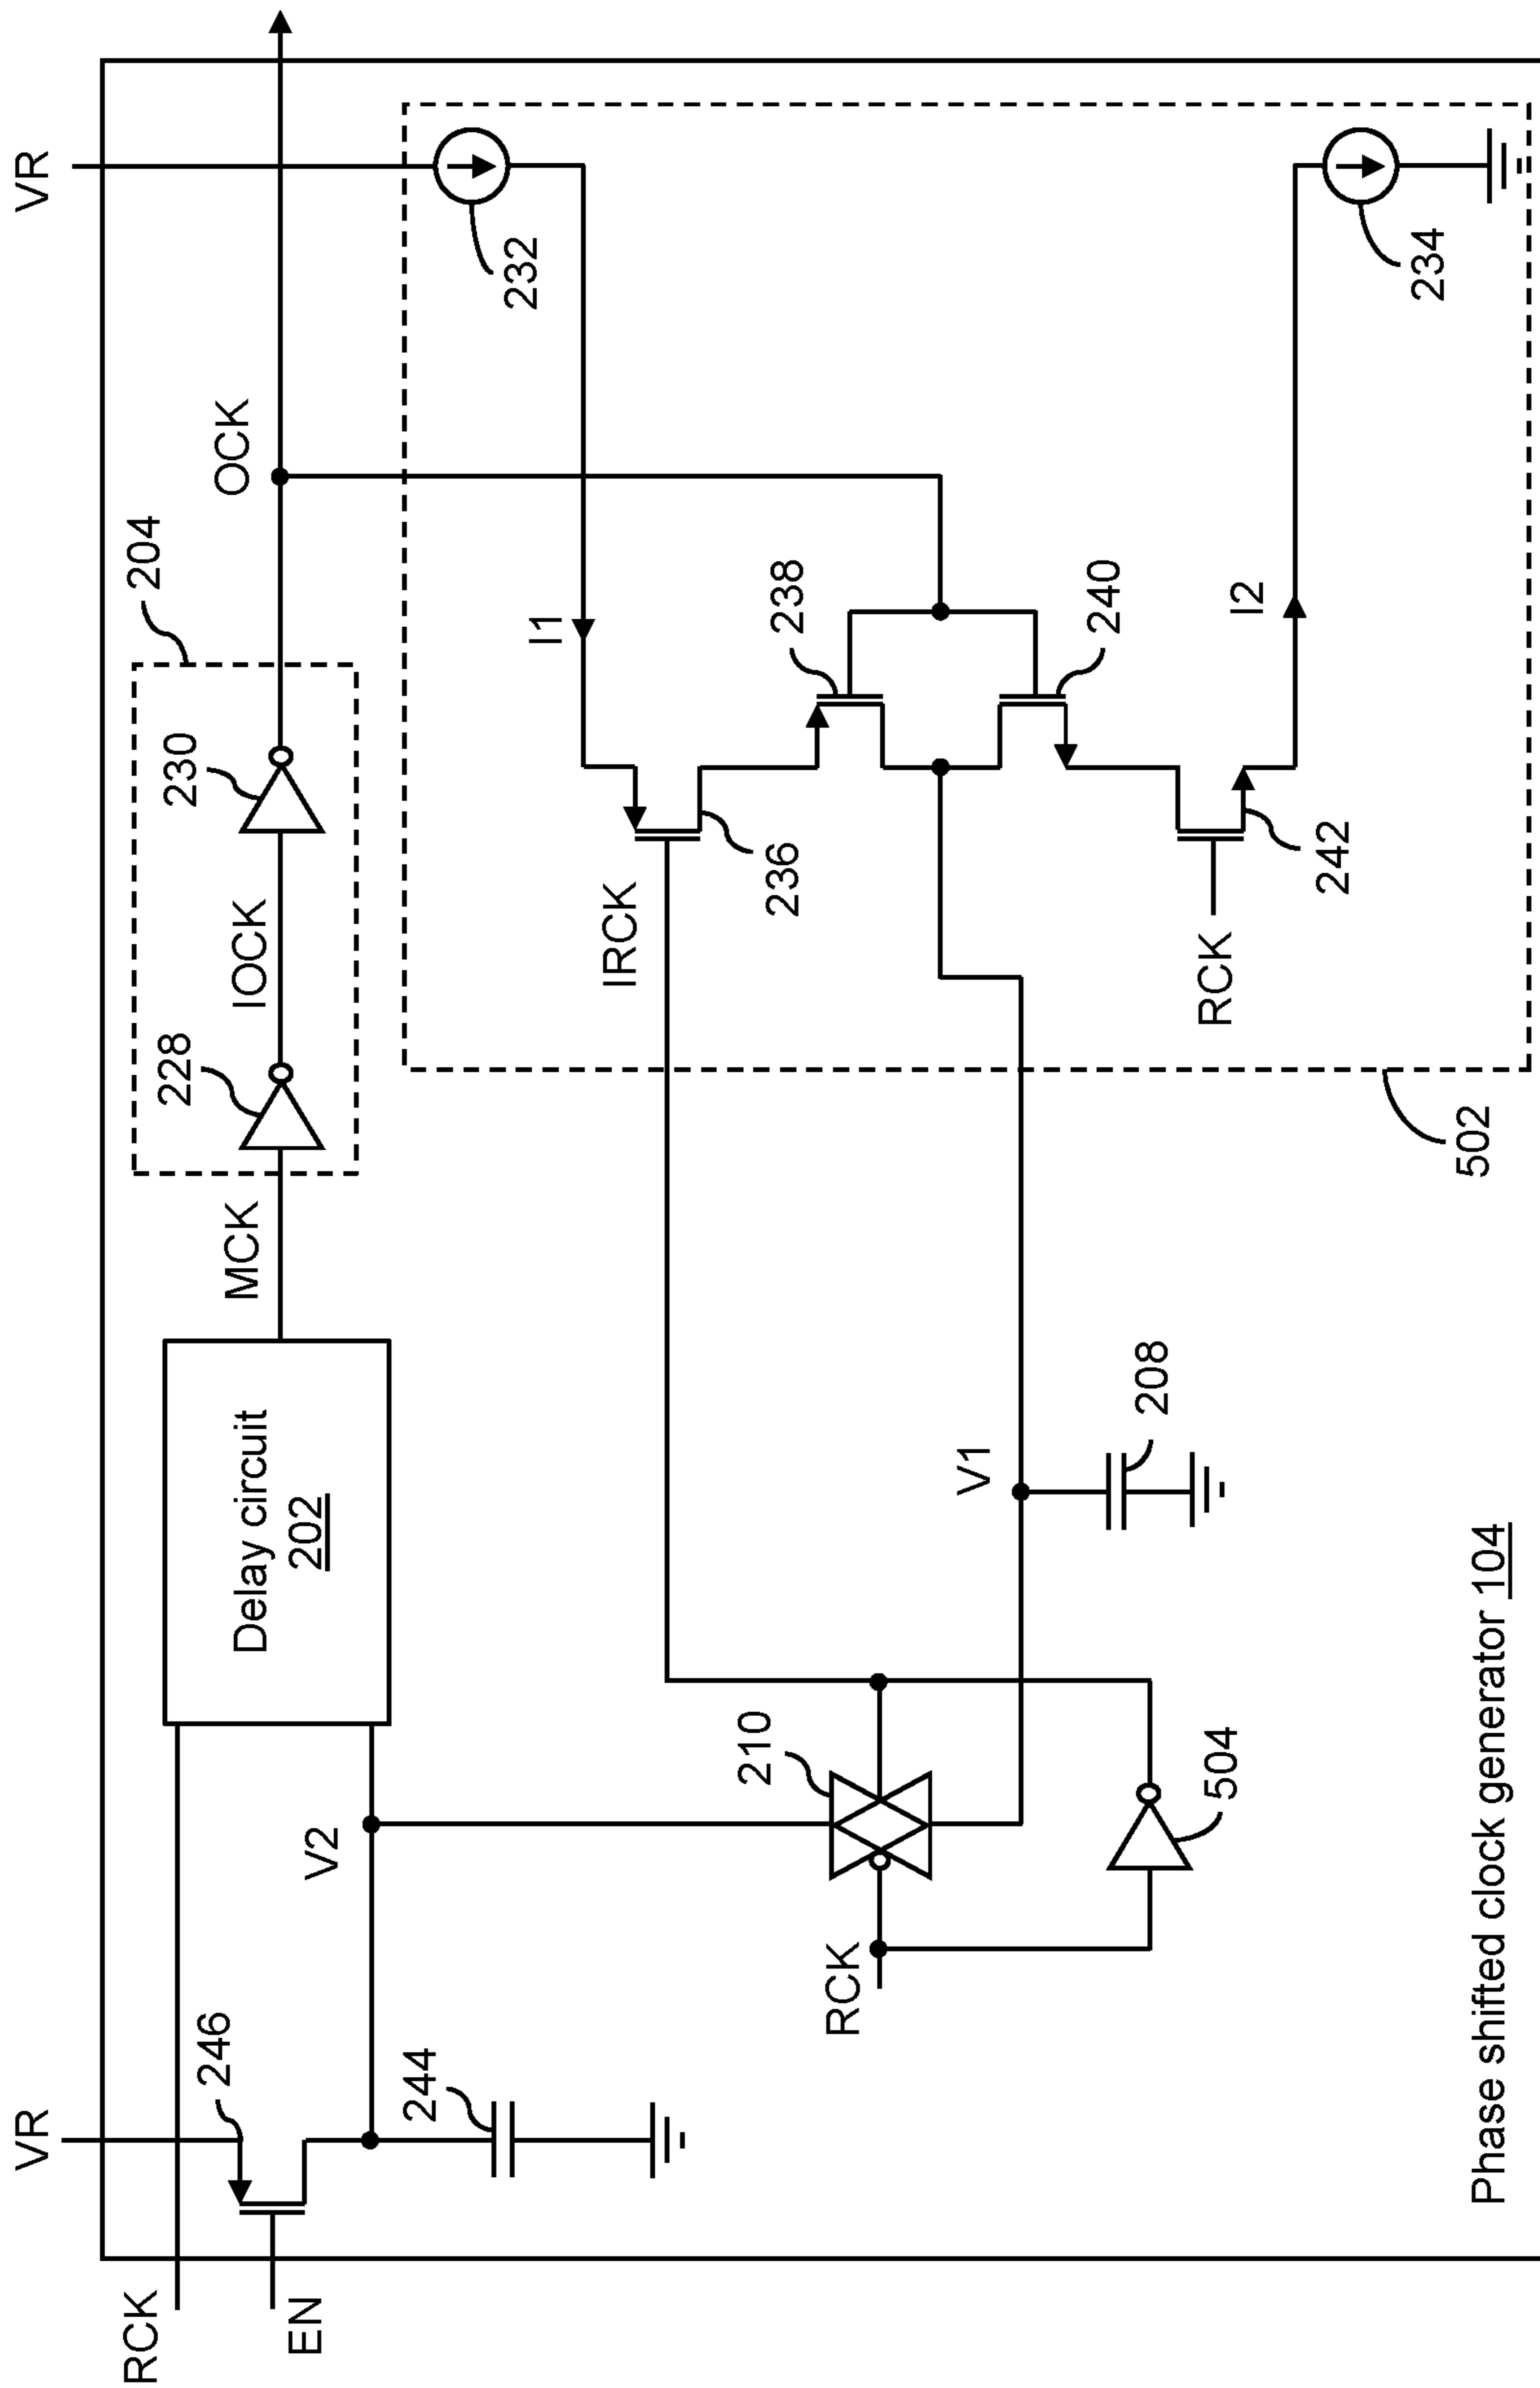 VR
VR
RCK
EN
246
244
V2
Delay circuit
202
MCK
228
IOCK
230
204
OCK
232
I1
IRCK
236
238
240
RCK
242
I2
234
502
V1
208
210
RCK
504
Phase shifted clock generator 104